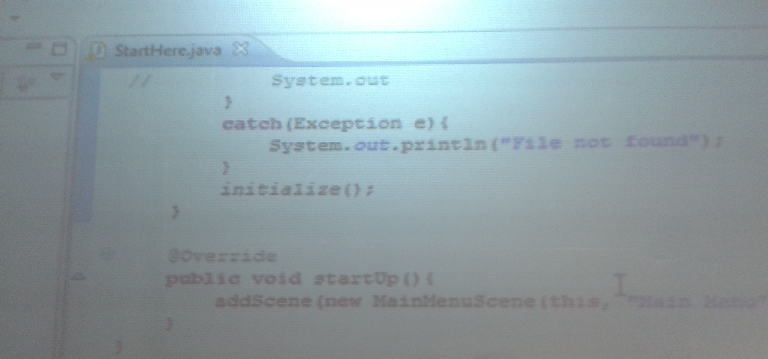 StartHere.java
// System.out
}
catch(Exception e){
System.out.println("File not found");
}
initialize();
}
@Override
public void startUp(){
addScene(new MainMenuScene(this, "Main Menu"
}
}